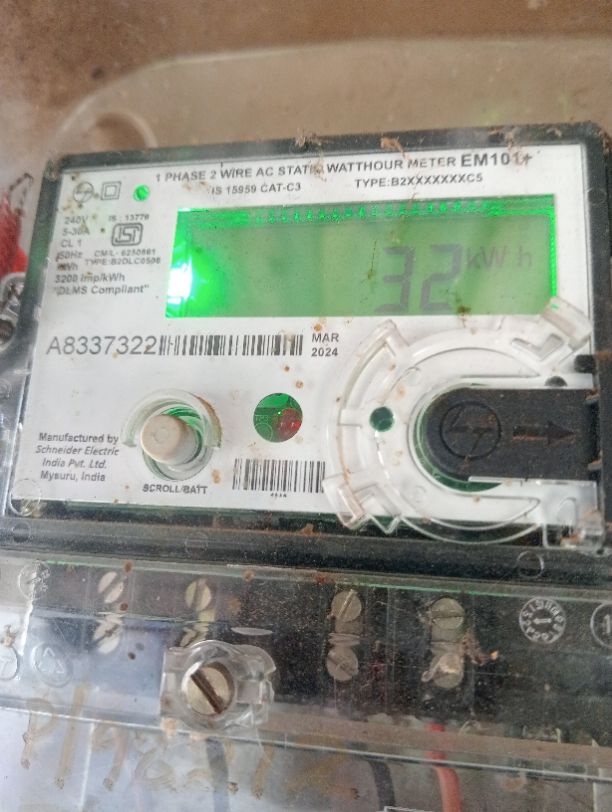 1 PHASE 2 WIRE AC STATIC WATTHOUR METER EM101+
IS 15959 CAT-C3 TYPE:B2XXXXXXXC5
240V IS : 13779
5-30A
CL 1
50Hz CM/L- 6250861
kWh TYPE:B2DLC0506
3200 imp/kWh
"DLMS Compliant"
32 kWh
A8337322
MAR
2024
Manufactured by
Schneider Electric
India Pvt. Ltd.
Mysuru, India
SCROLL/BATT